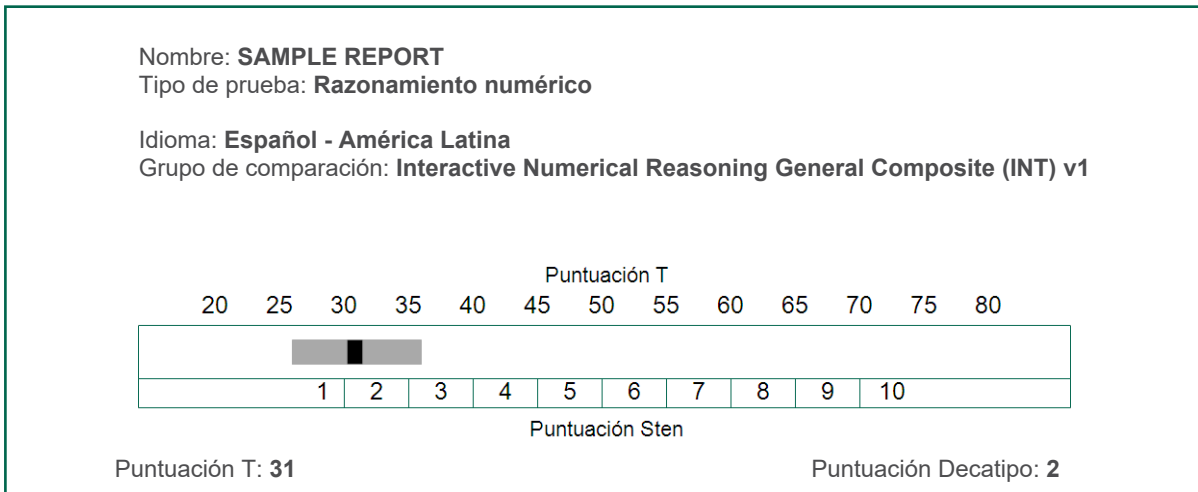 Nombre: SAMPLE REPORT
Tipo de prueba: Razonamiento numérico
Idioma: Español - América Latina
Grupo de comparación: Interactive Numerical Reasoning General Composite (INT) v1
Puntuación T
20 25 30 35 40 45 50 55 60 65 70 75 80
1 2 3 4 5 6 7 8 9 10
Puntuación Sten
Puntuación T: 31 Puntuación Decatipo: 2